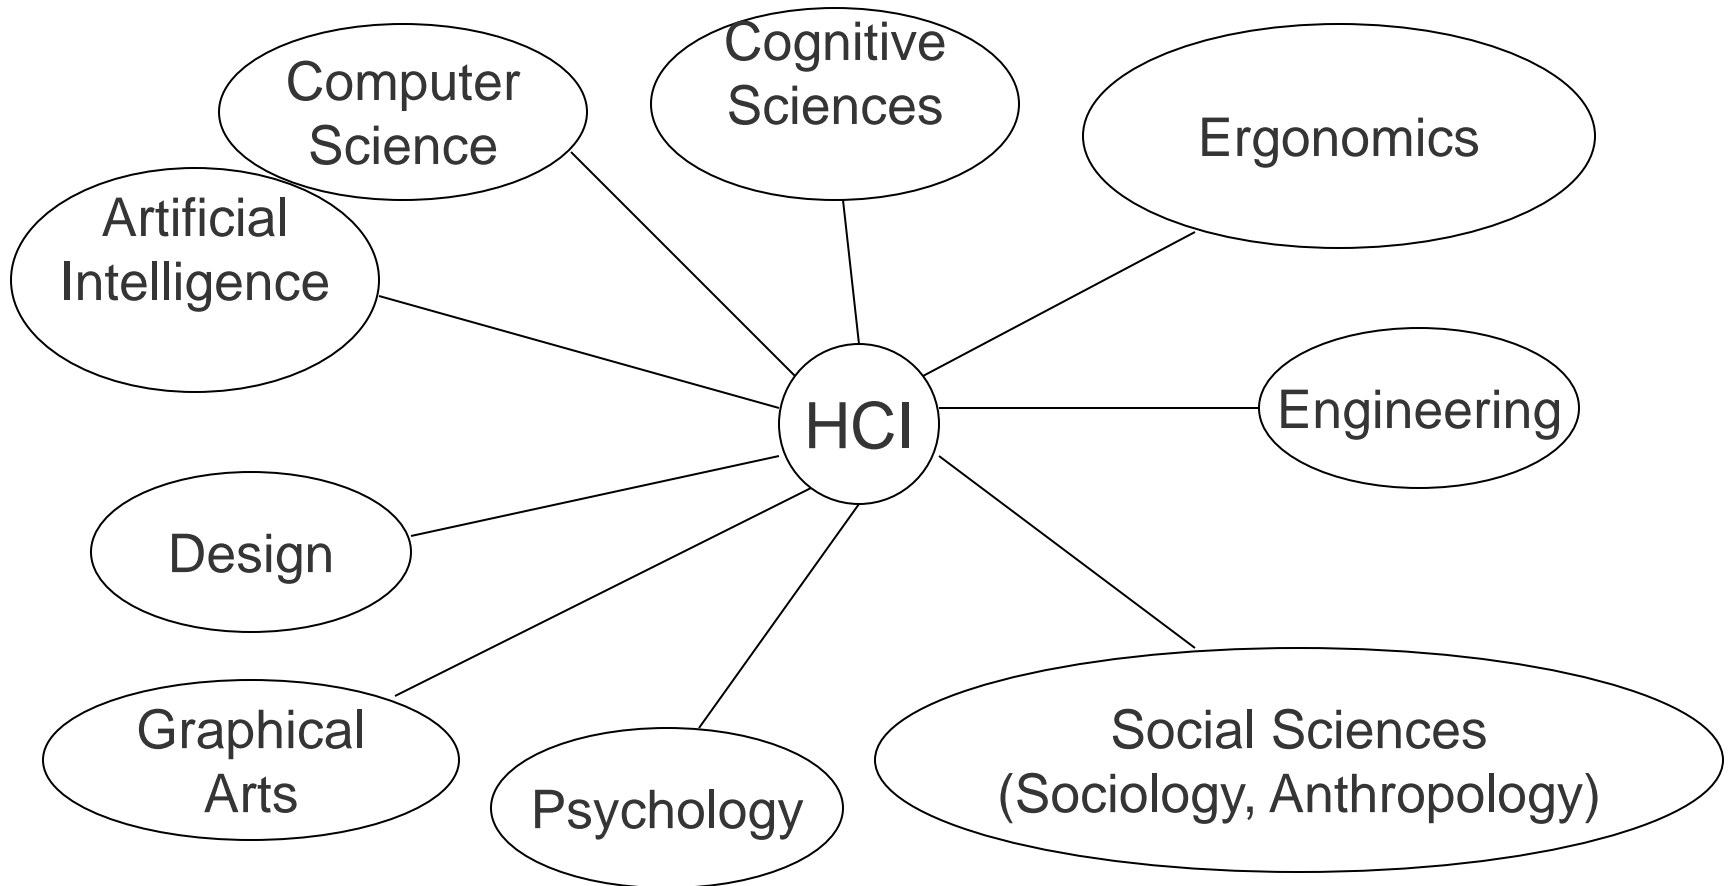 Cognitive
Sciences
Computer
Science
Ergonomics
Artificial
Intelligence
HCI
Engineering
Design
Graphical
Arts
Psychology
Social Sciences
(Sociology, Anthropology)